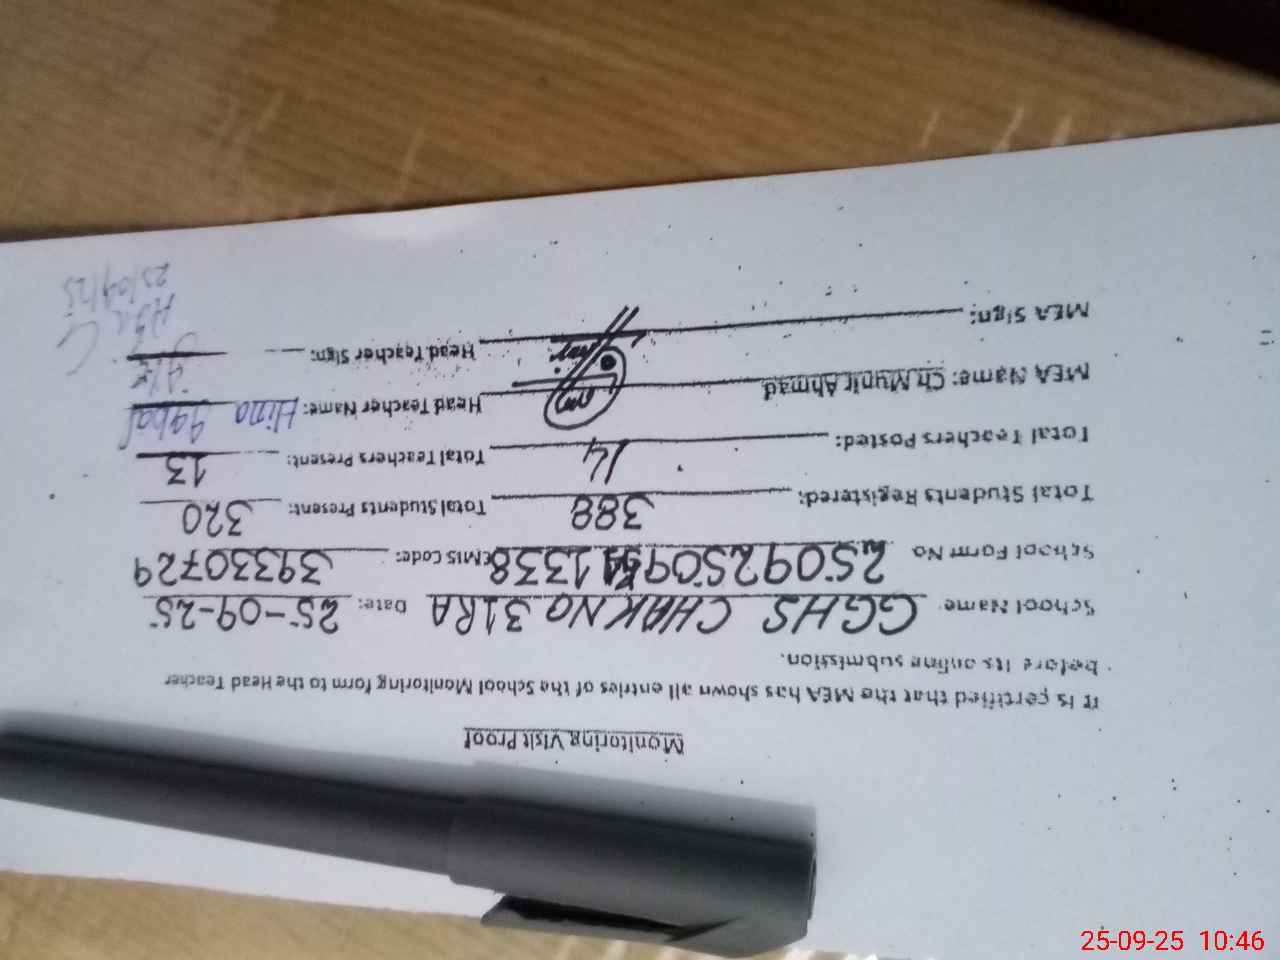 Monitoring Visit Proof
It is certified that the MEA has shown all entries of the School Monitoring form to the Head Teacher
before its online submission.
School Name GGHS CHAK No 31RA Date: 25-09-25
School Form No 1338 EMIS Code: 39330729
Total Students Registered: 388 Total Students Present: 320
Total Teachers Posted: 14 Total Teachers Present: 13
MEA Name: Ch.Munir Ahmad Head Teacher Name: Hina Iqbal
MEA Sign: Head Teacher Sign:
25/09/25
25-09-25 10:46